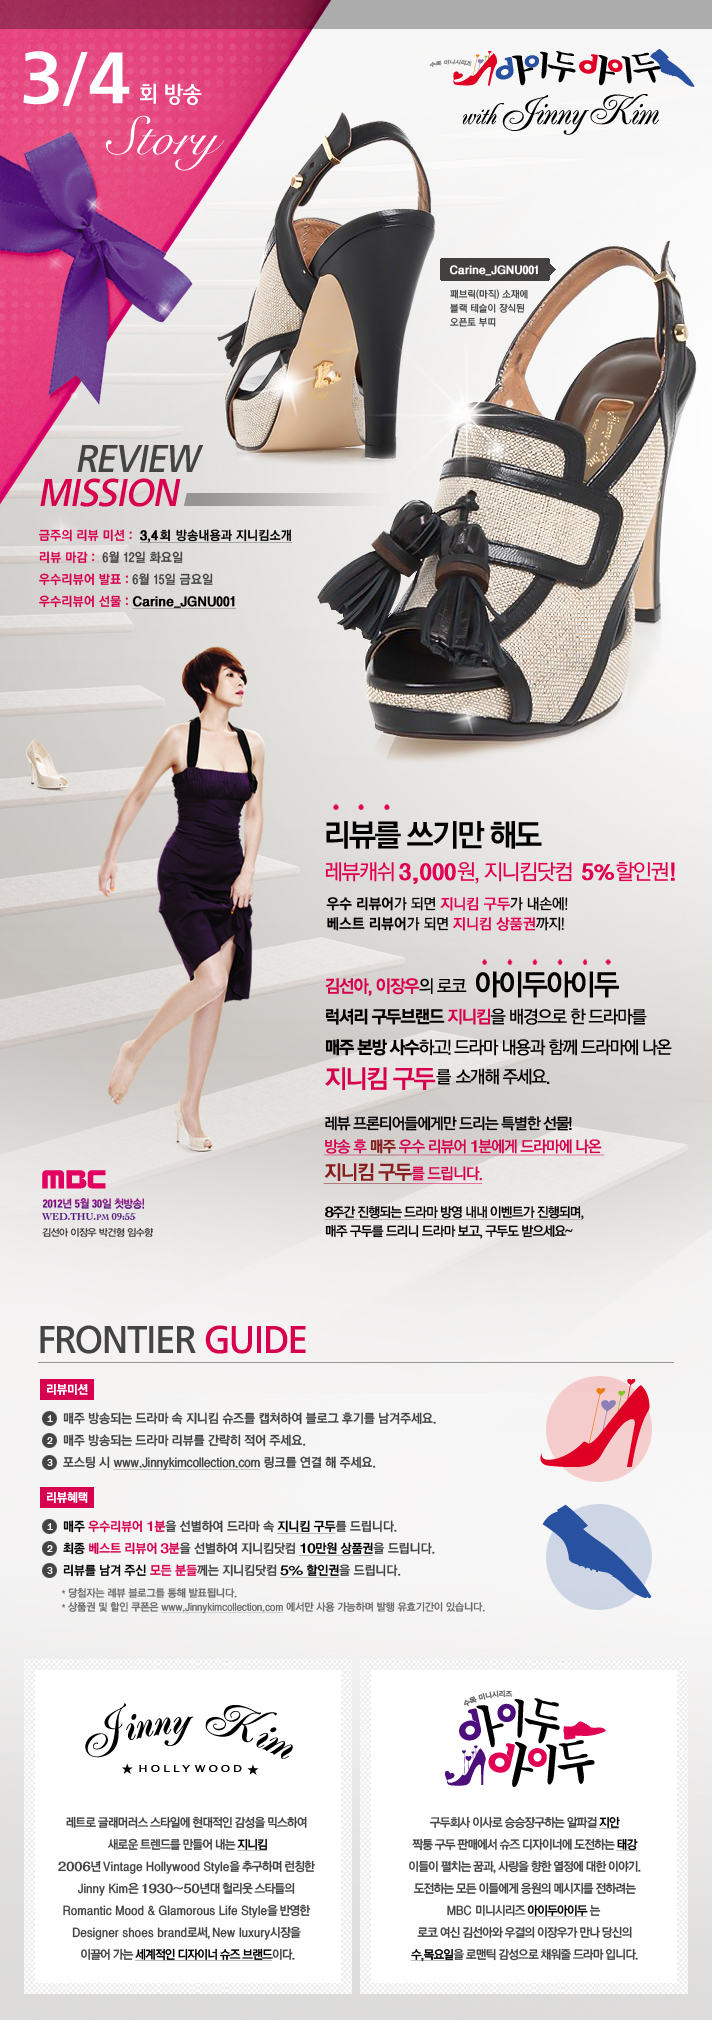 3/4 회 방송
Story
수목 미니시리즈
아이두 아이두
with Jinny Kim
Carine_JGNU001
패브릭(마직) 소재에
블랙 태슬이 장식된
오픈토 부띠
REVIEW
MISSION
금주의 리뷰 미션 : 3,4회 방송내용과 지니킴소개
리뷰 마감 : 6월 12일 화요일
우수리뷰어 발표 : 6월 15일 금요일
우수리뷰어 선물 : Carine_JGNU001
리뷰를 쓰기만 해도
레뷰캐쉬 3,000원, 지니킴닷컴 5%할인권!
우수 리뷰어가 되면 지니킴 구두가 내손에!
베스트 리뷰어가 되면 지니킴 상품권까지!
김선아, 이장우의 로코 아이두아이두
럭셔리 구두브랜드 지니킴을 배경으로 한 드라마를
매주 본방 사수하고! 드라마 내용과 함께 드라마에 나온
지니킴 구두를 소개해 주세요.
레뷰 프론티어들에게만 드리는 특별한 선물!
방송 후 매주 우수 리뷰어 1분에게 드라마에 나온
지니킴 구두를 드립니다.
8주간 진행되는 드라마 방영 내내 이벤트가 진행되며,
매주 구두를 드리니 드라마 보고, 구두도 받으세요~
MBC
2012년 5월 30일 첫방송!
WED.THU.PM 09:55
김선아 이장우 박건형 임수향
FRONTIER GUIDE
리뷰미션
1 매주 방송되는 드라마 속 지니킴 슈즈를 캡쳐하여 블로그 후기를 남겨주세요.
2 매주 방송되는 드라마 리뷰를 간략히 적어 주세요.
3 포스팅 시 www.Jinnykimcollection.com 링크를 연결 해 주세요.
리뷰혜택
1 매주 우수리뷰어 1분을 선별하여 드라마 속 지니킴 구두를 드립니다.
2 최종 베스트 리뷰어 3분을 선별하여 지니킴닷컴 10만원 상품권을 드립니다.
3 리뷰를 남겨 주신 모든 분들께는 지니킴닷컴 5% 할인권을 드립니다.
* 당첨자는 레뷰 블로그를 통해 발표됩니다.
* 상품권 및 할인 쿠폰은 www.Jinnykimcollection.com 에서만 사용 가능하며 발행 유효기간이 있습니다.
Jinny Kim
★ HOLLYWOOD ★
레트로 글래머러스 스타일에 현대적인 감성을 믹스하여
새로운 트렌드를 만들어 내는 지니킴
2006년 Vintage Hollywood Style을 추구하며 런칭한
Jinny Kim은 1930~50년대 헐리웃 스타들의
Romantic Mood & Glamorous Life Style을 반영한
Designer shoes brand로써, New luxury시장을
이끌어 가는 세계적인 디자이너 슈즈 브랜드이다.
수목 미니시리즈
아이두
아이두
구두회사 이사로 승승장구하는 알파걸 지안
짝퉁 구두 판매에서 슈즈 디자이너에 도전하는 태강
이들이 펼치는 꿈과, 사랑을 향한 열정에 대한 이야기.
도전하는 모든 이들에게 응원의 메시지를 전하려는
MBC 미니시리즈 아이두아이두 는
로코 여신 김선아와 우결의 이장우가 만나 당신의
수,목요일을 로맨틱 감성으로 채워줄 드라마 입니다.